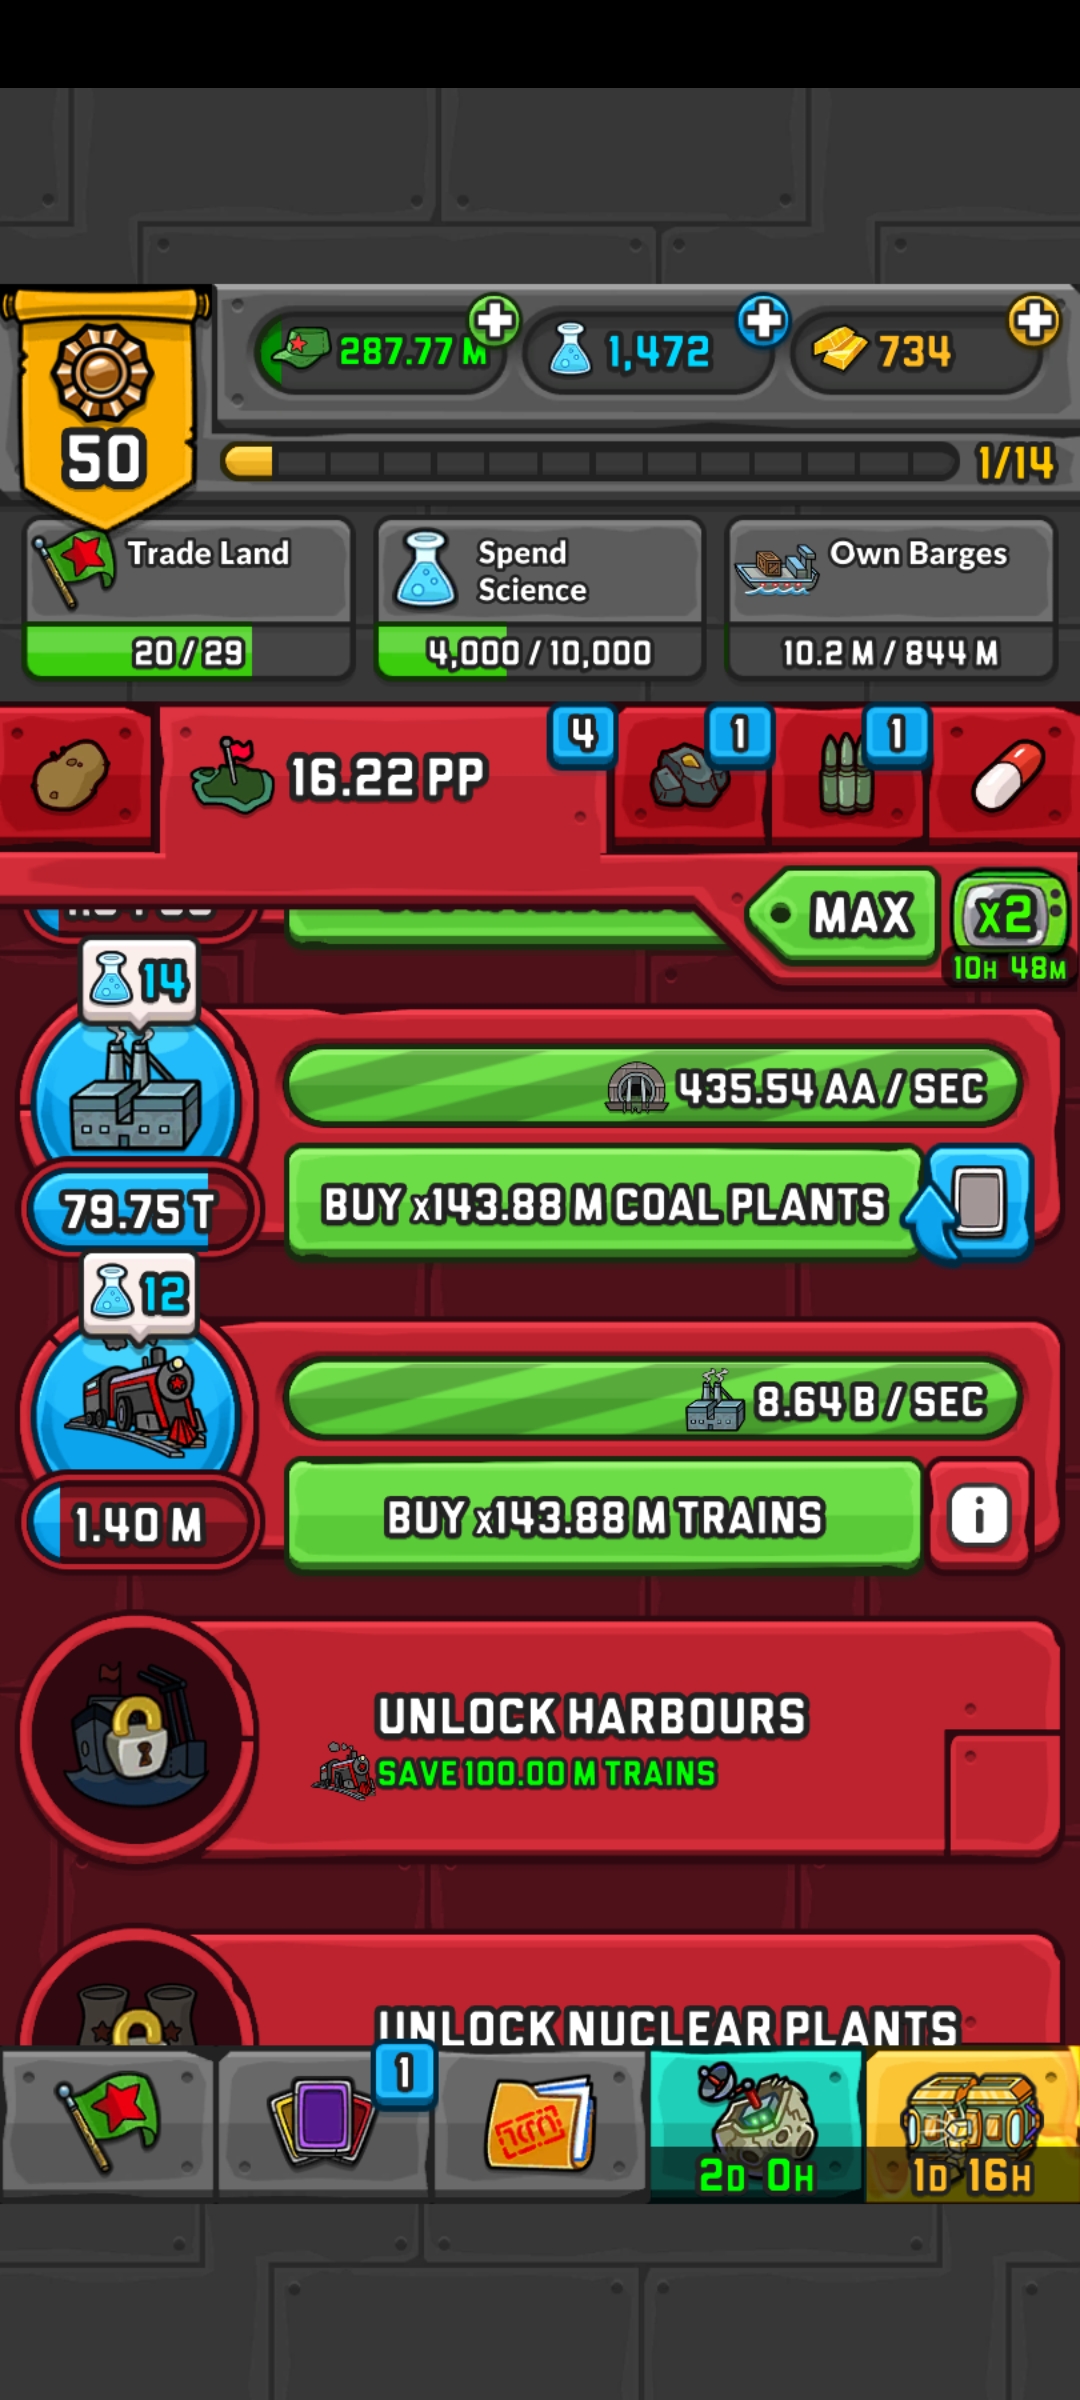 287.77 M
1,472
734
50
1/14
Trade Land
20 / 29
Spend
Science
4,000 / 10,000
Own Barges
10.2 M / 844 M
16.22 PP
4
1
1
MAX
x2
10H 48M
14
435.54 AA / SEC
79.75 T
BUY x143.88 M COAL PLANTS
12
8.64 B / SEC
1.40 M
BUY x143.88 M TRAINS
i
UNLOCK HARBOURS
SAVE 100.00 M TRAINS
UNLOCK NUCLEAR PLANTS
1
2D 0H
1D 16H